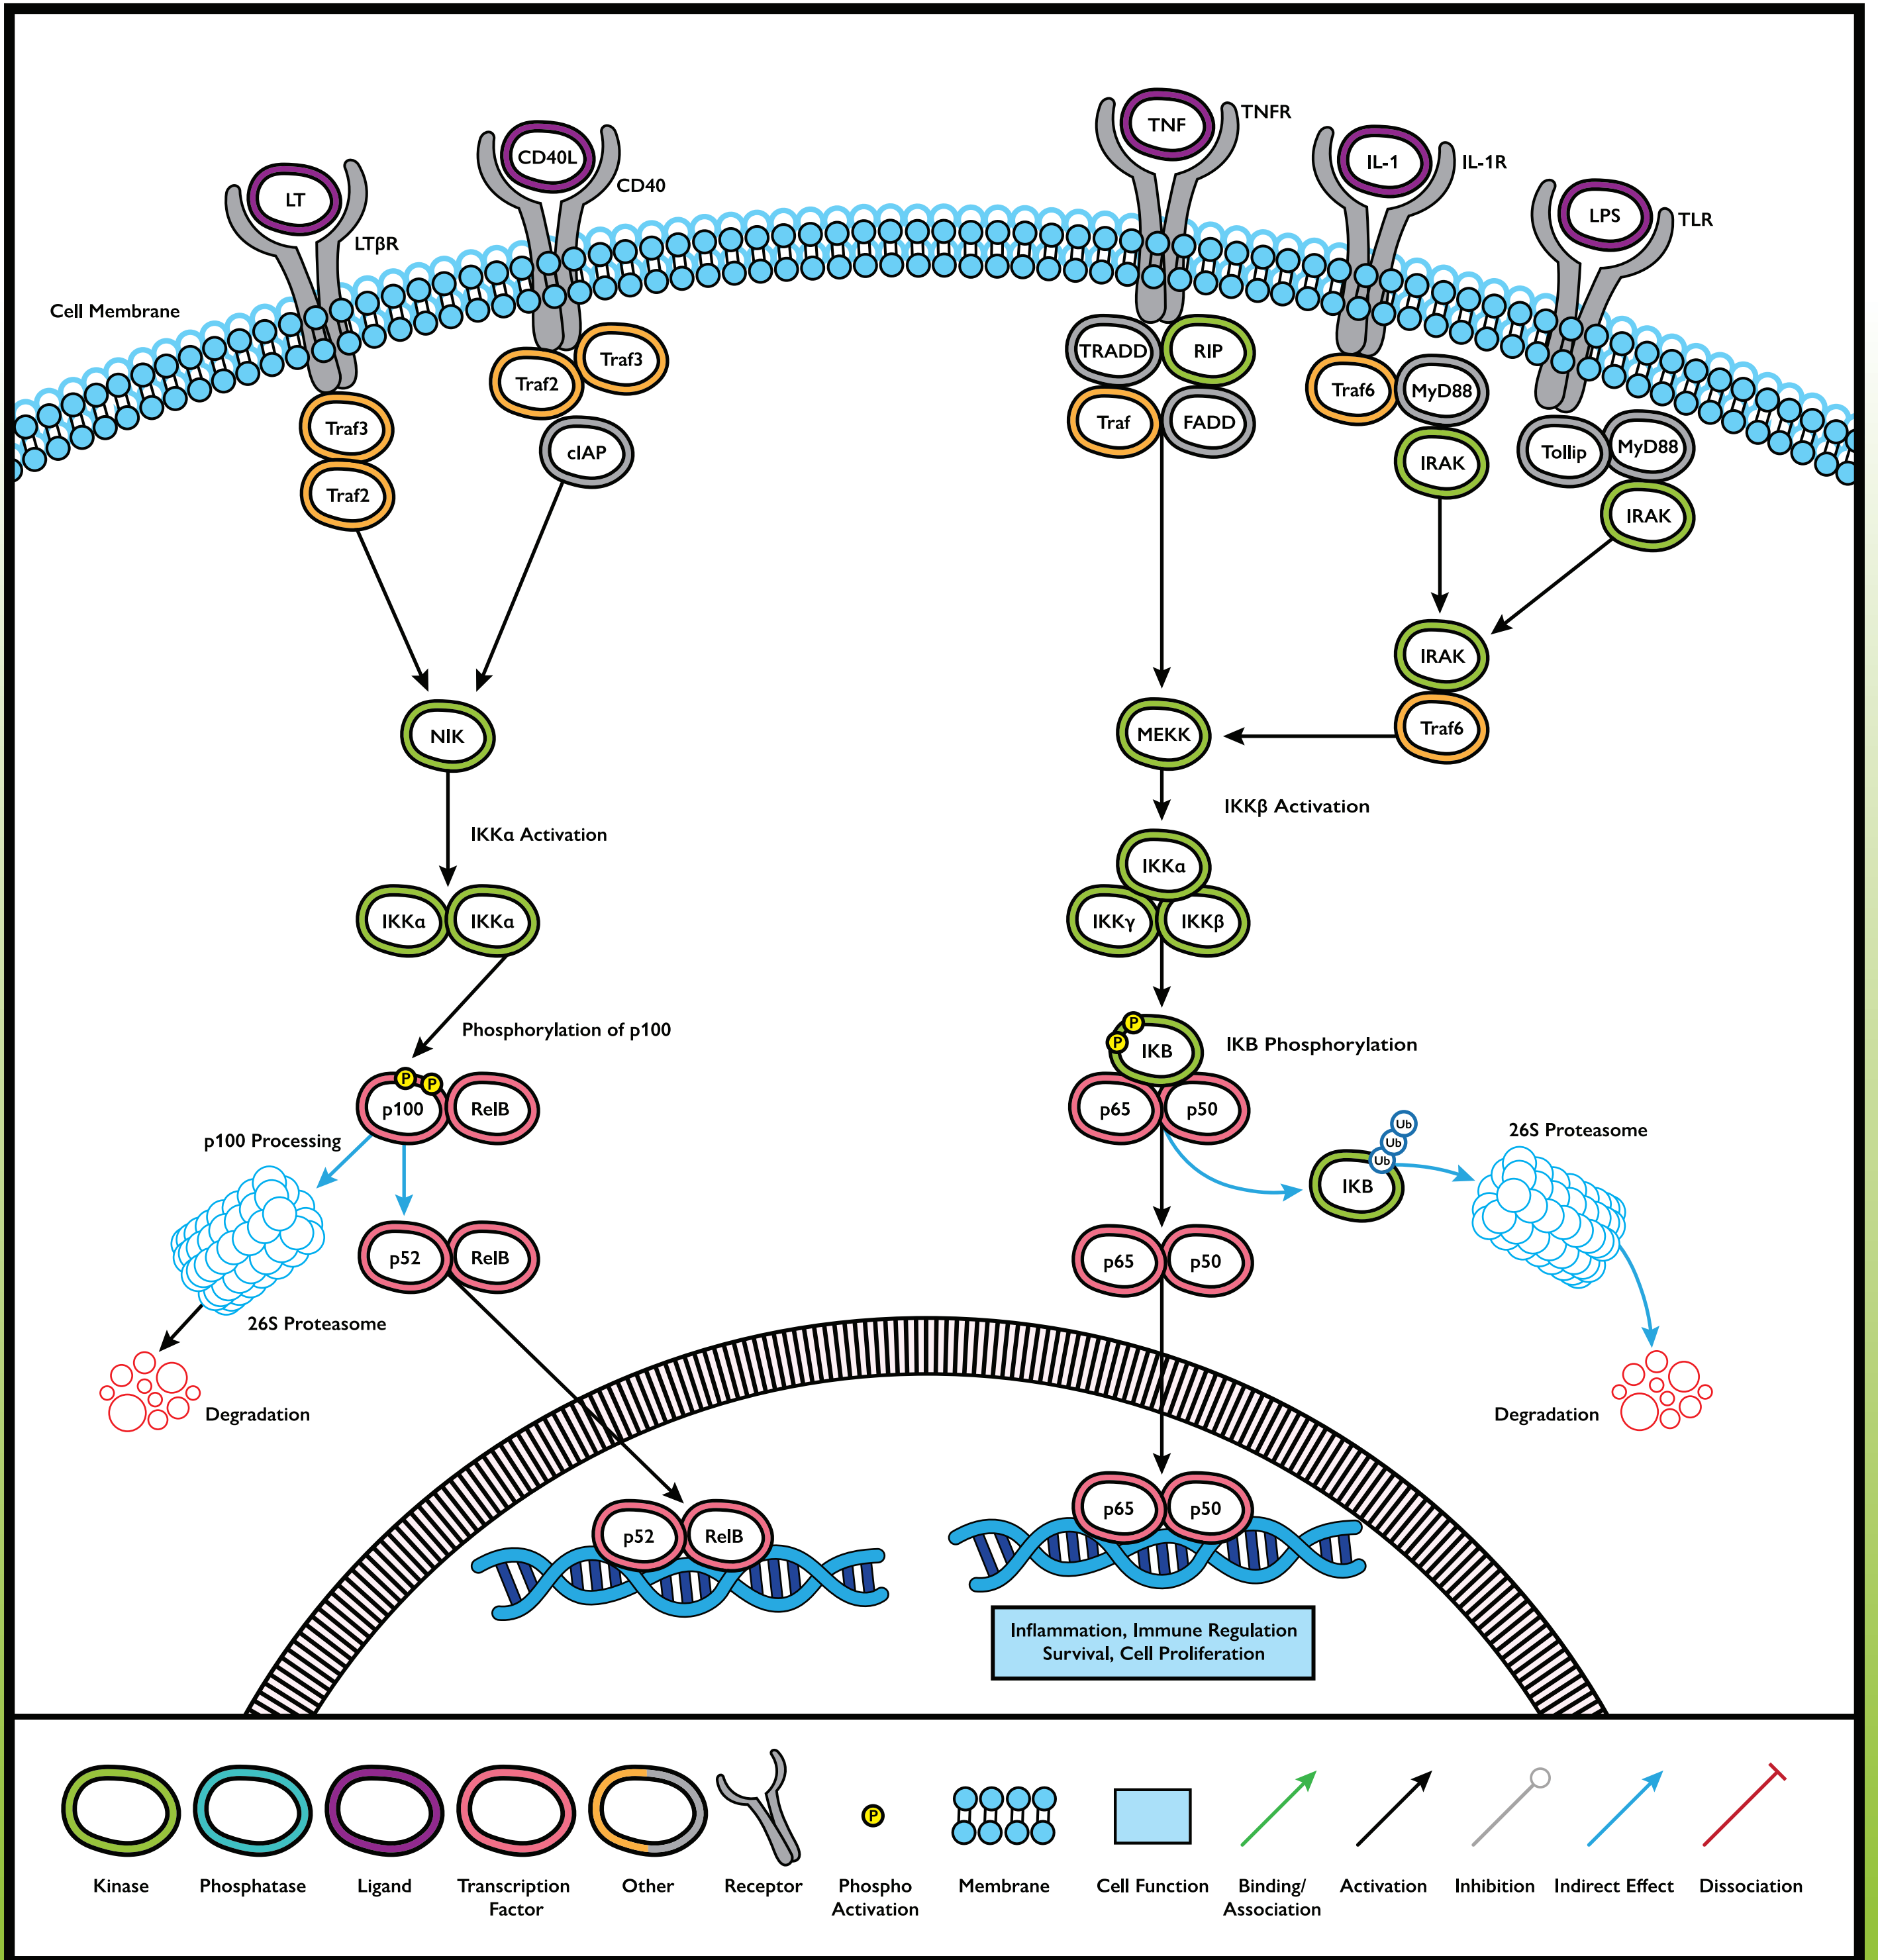 TNF
TNFR
CD40L
CD40
IL-1
IL-1R
LT
LTβR
LPS
TLR
Cell Membrane
Traf3
Traf2
Traf2
Traf3
cIAP
TRADD
RIP
Traf
FADD
Traf6
MyD88
IRAK
Tollip
MyD88
IRAK
IRAK
Traf6
NIK
MEKK
IKKα Activation
IKKβ Activation
IKKα
IKKα
IKKα
IKKγ
IKKβ
Phosphorylation of p100
P
P
p100
RelB
P
P
IKB
IKB Phosphorylation
p65
p50
p100 Processing
Ub
Ub
Ub
IKB
26S Proteasome
p52
RelB
p65
p50
26S Proteasome
Degradation
Degradation
p52
RelB
p65
p50
Inflammation, Immune Regulation
Survival, Cell Proliferation
Kinase
Phosphatase
Ligand
Transcription
Factor
Other
Receptor
P
Phospho
Activation
Membrane
Cell Function
Binding/
Association
Activation
Inhibition
Indirect Effect
Dissociation